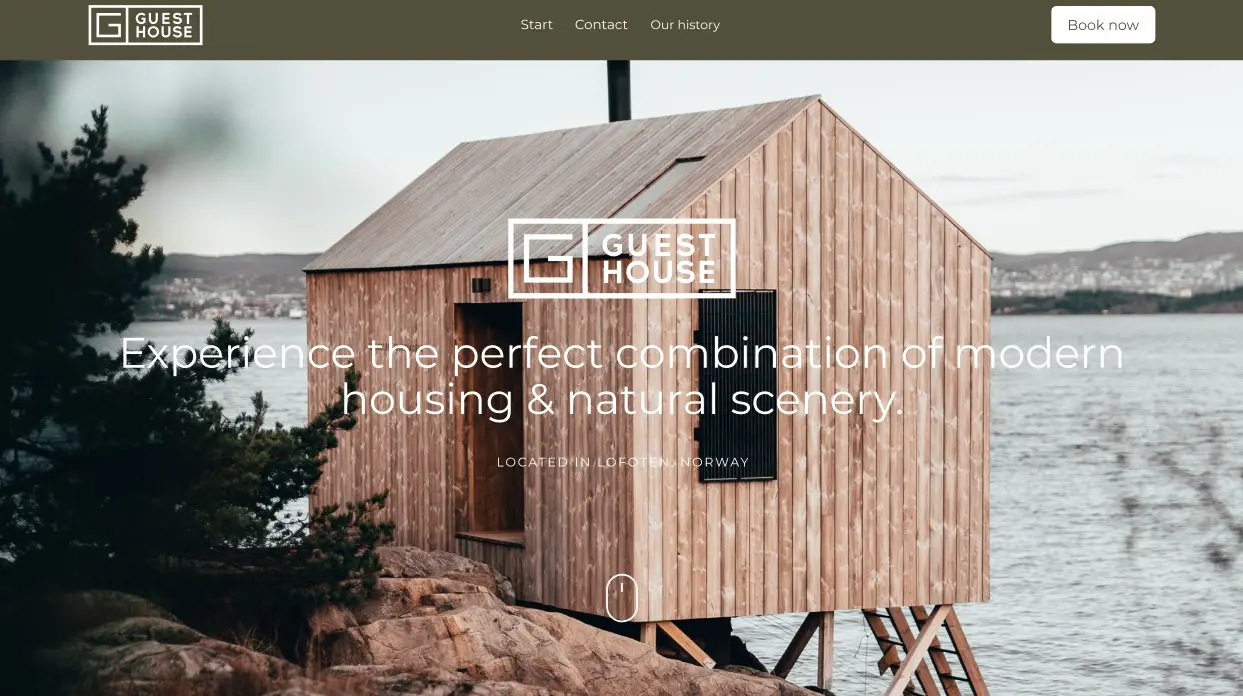 GUEST
HOUSE
Start Contact Our history
Book now
GUEST
HOUSE
Experience the perfect combination of modern
housing & natural scenery.
LOCATED IN LOFOTEN, NORWAY